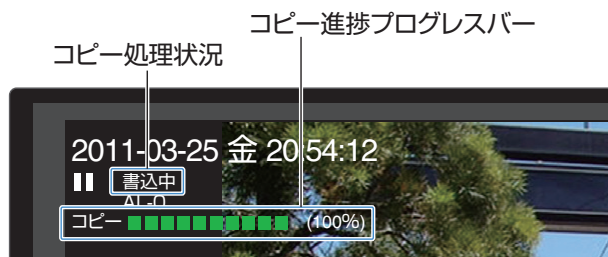 コピー進捗プログレスバー
コピー処理状況
2011-03-25 金 20:54:12
書込中
AL-O
コピー (100%)